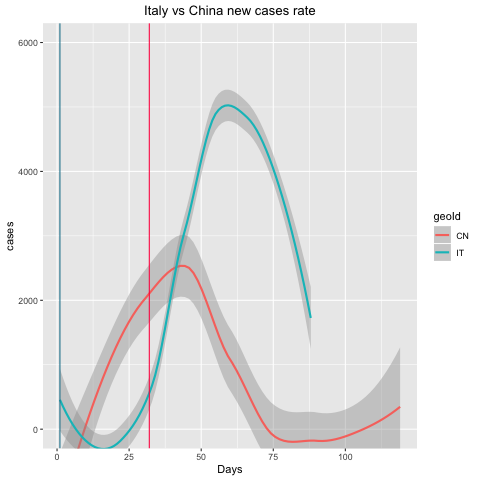 Italy vs China new cases rate
6000
4000
2000
0
cases
0 25 50 75 100
Days
geoId
CN
IT